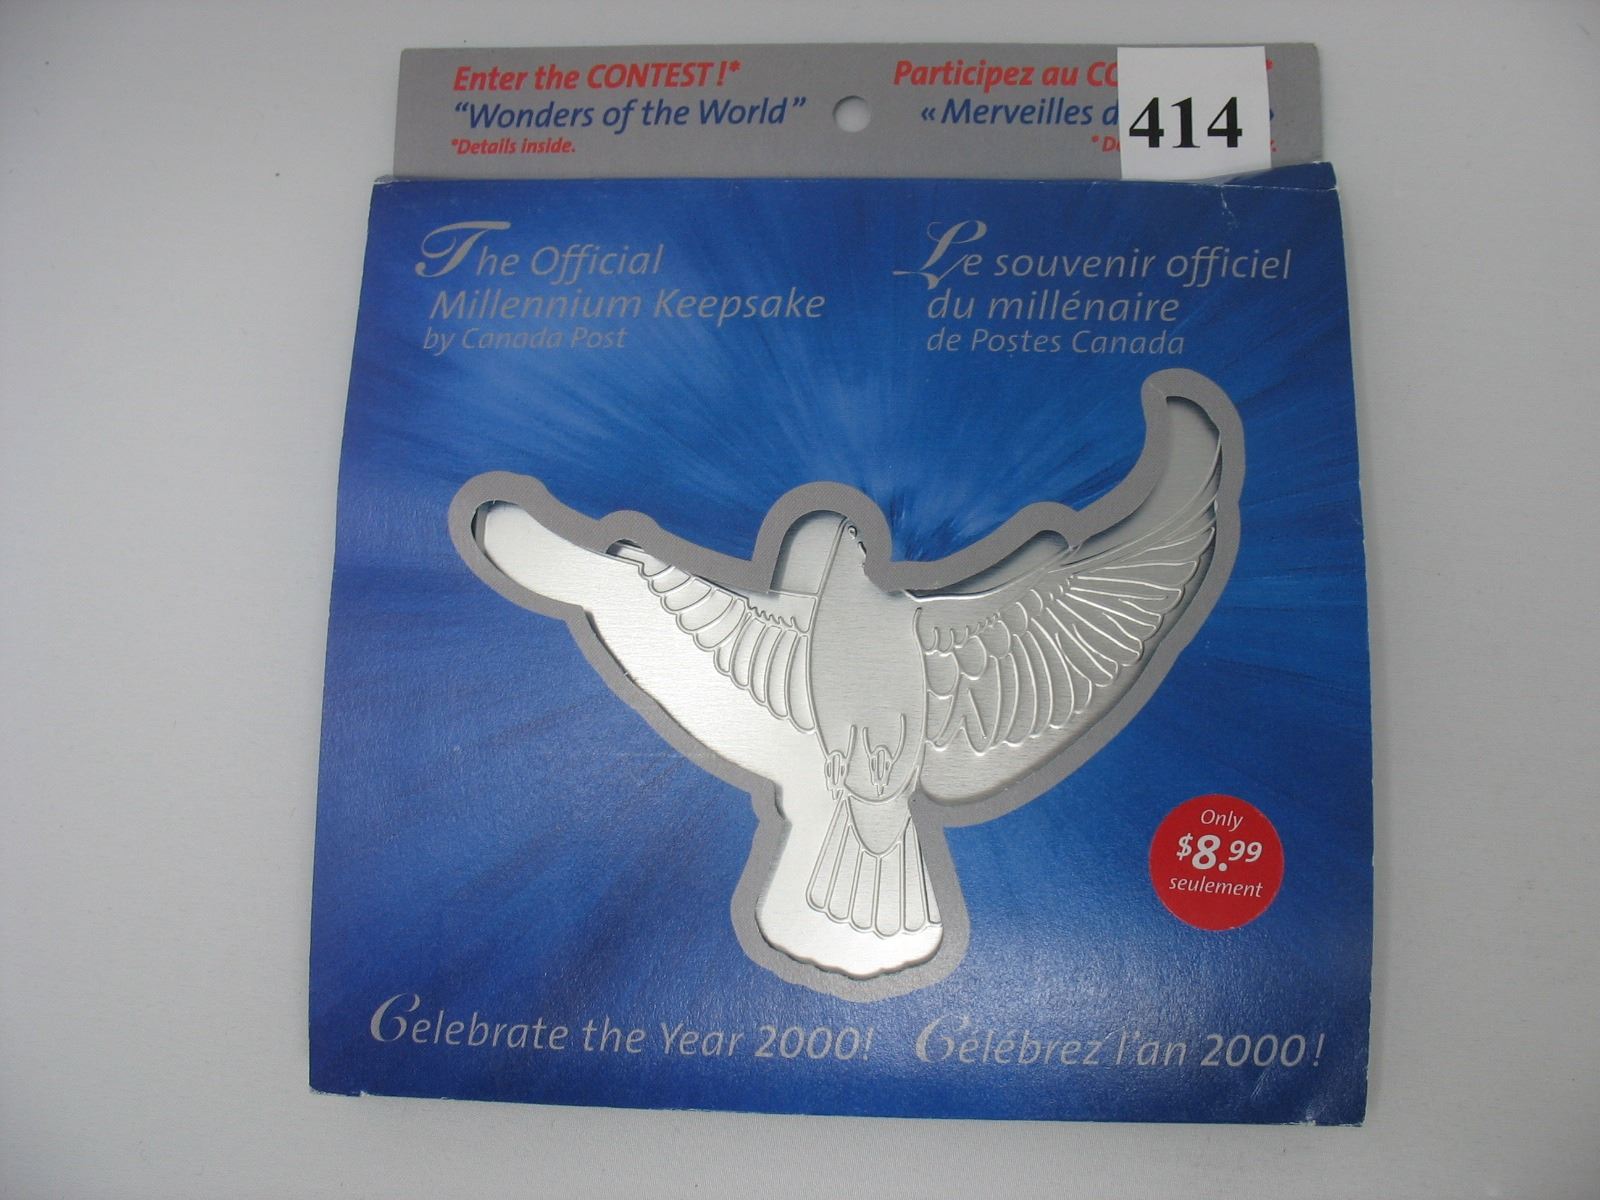 Enter the CONTEST!*
"Wonders of the World"
*Details inside.
Participez au
« Merveilles
414
The Official
Millennium Keepsake
by Canada Post
Le souvenir officiel
du millénaire
de Postes Canada
Only
$8.99
seulement
Celebrate the Year 2000!
Célébrez l'an 2000!